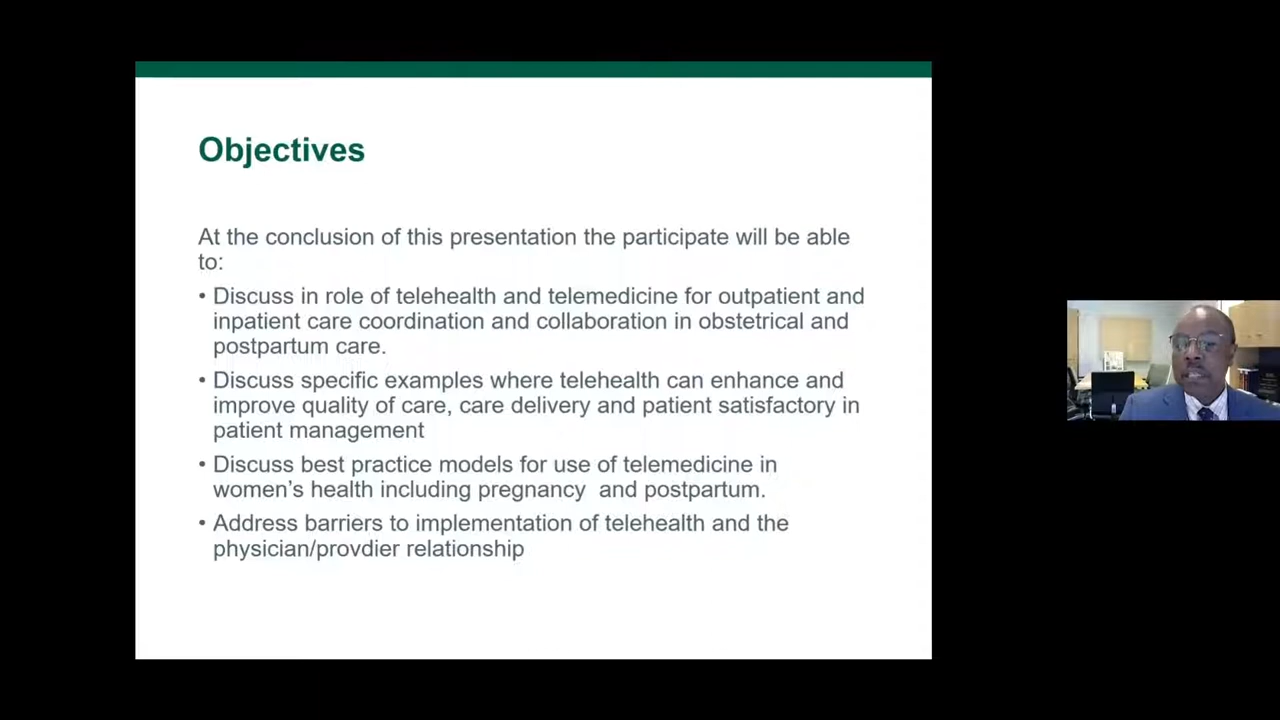 Objectives
At the conclusion of this presentation the participate will be able
to:
• Discuss in role of telehealth and telemedicine for outpatient and
inpatient care coordination and collaboration in obstetrical and
postpartum care.
• Discuss specific examples where telehealth can enhance and
improve quality of care, care delivery and patient satisfactory in
patient management
• Discuss best practice models for use of telemedicine in
women’s health including pregnancy  and postpartum.
• Address barriers to implementation of telehealth and the
physician/provdier relationship